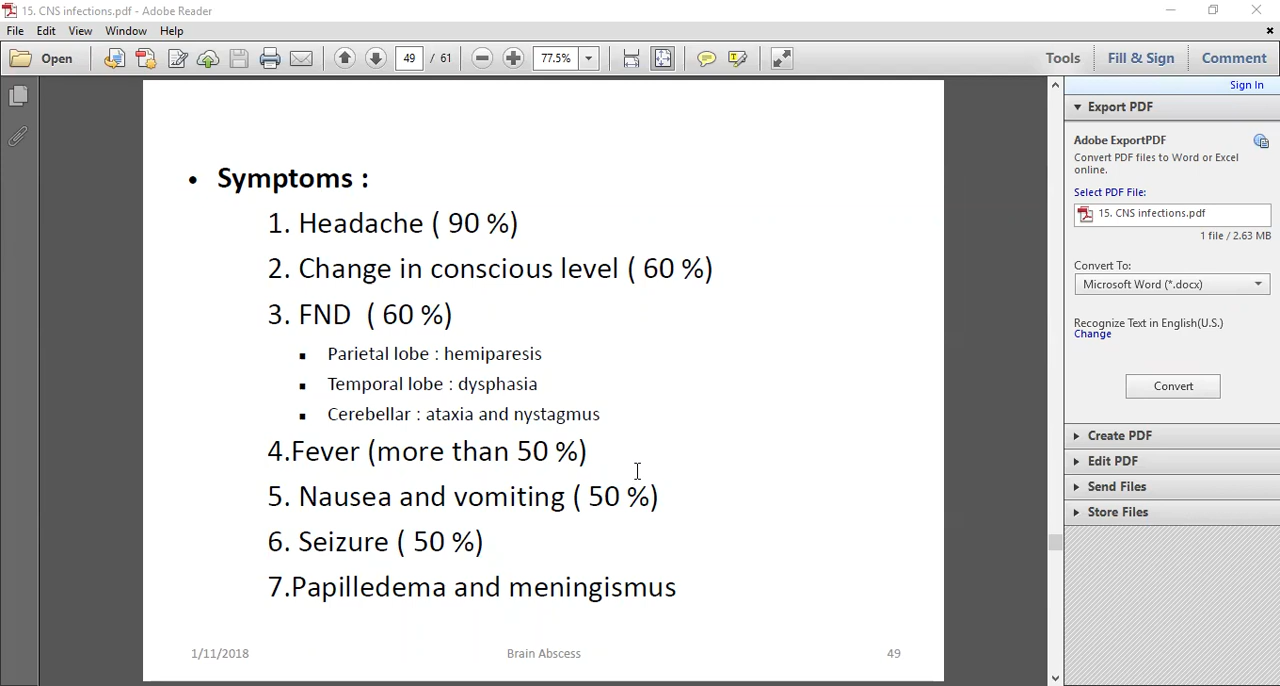 15. CNS infections.pdf - Adobe Reader
File Edit View Window Help
Open 49 / 61 77.5% Tools Fill & Sign Comment
Sign In
Export PDF
Adobe ExportPDF
Convert PDF files to Word or Excel
online.
Select PDF File:
15. CNS infections.pdf
1 file / 2.63 MB
Convert To:
Microsoft Word (*.docx)
Recognize Text in English(U.S.)
Change
Convert
Create PDF
Edit PDF
Send Files
Store Files
• Symptoms :
1. Headache ( 90 %)
2. Change in conscious level ( 60 %)
3. FND ( 60 %)
▪ Parietal lobe : hemiparesis
▪ Temporal lobe : dysphasia
▪ Cerebellar : ataxia and nystagmus
4.Fever (more than 50 %)
5. Nausea and vomiting ( 50 %)
6. Seizure ( 50 %)
7.Papilledema and meningismus
1/11/2018 Brain Abscess 49